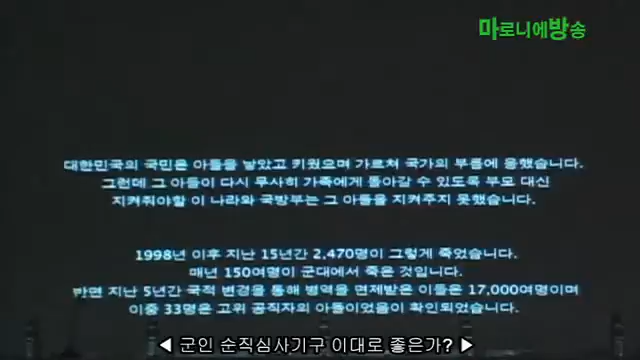 마로니에방송
대한민국의 국민은 아들을 낳았고 키웠으며 가르쳐 국가의 부름에 응했습니다.
그런데 그 아들이 다시 무사히 가족에게 돌아갈 수 있도록 부모 대신
지켜줘야할 이 나라와 국방부는 그 아들을 지켜주지 못했습니다.
1998년 이후 지난 15년간 2,470명이 그렇게 죽었습니다.
매년 150여명이 군대에서 죽은 것입니다.
반면 지난 5년간 국적 변경을 통해 병역을 면제받은 이들은 17,000여명이며
이중 33명은 고위 공직자의 아들이었음이 확인되었습니다.
◀ 군인 순직심사기구 이대로 좋은가? ▶